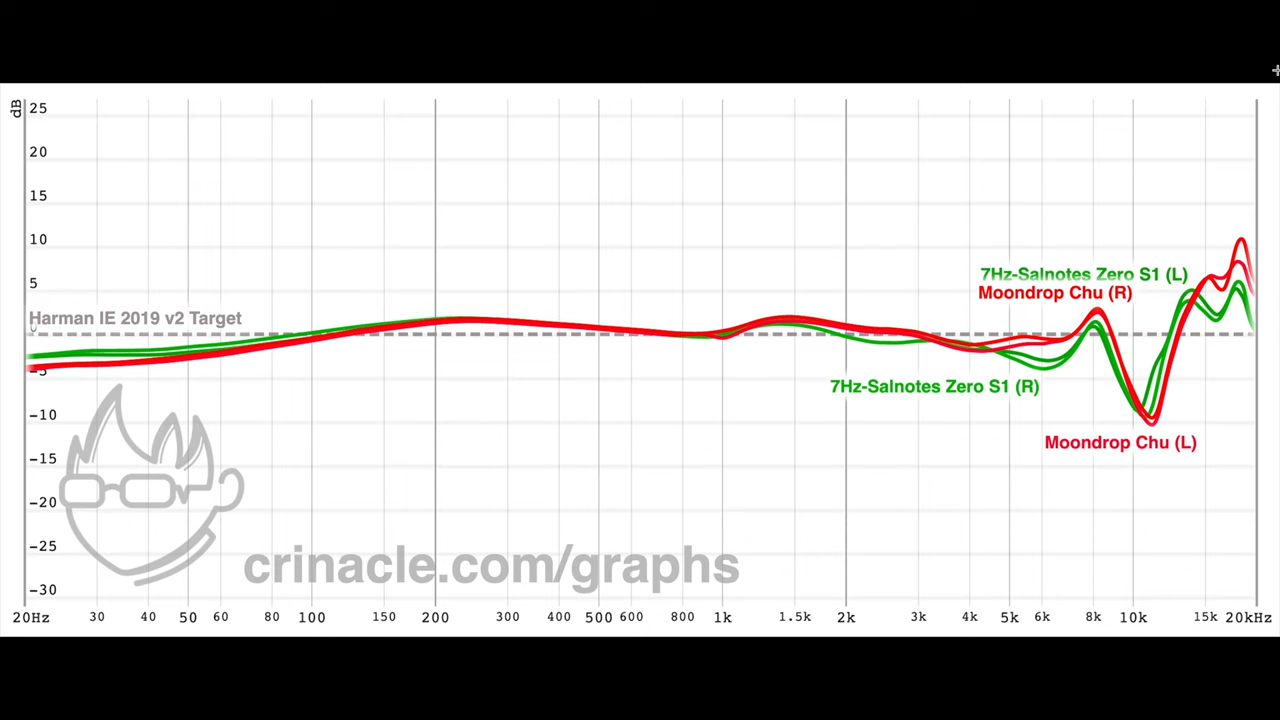 dB
25
20
15
10
7Hz-Salnotes Zero S1 (L)
5
Moondrop Chu (R)
Harman IE 2019 v2 Target
0
-5
7Hz-Salnotes Zero S1 (R)
-10
Moondrop Chu (L)
-15
-20
-25
crinacle.com/graphs
-30
20Hz 30 40 50 60 80 100 150 200 300 400 500 600 800 1k 1.5k 2k 3k 4k 5k 6k 8k 10k 15k 20kHz